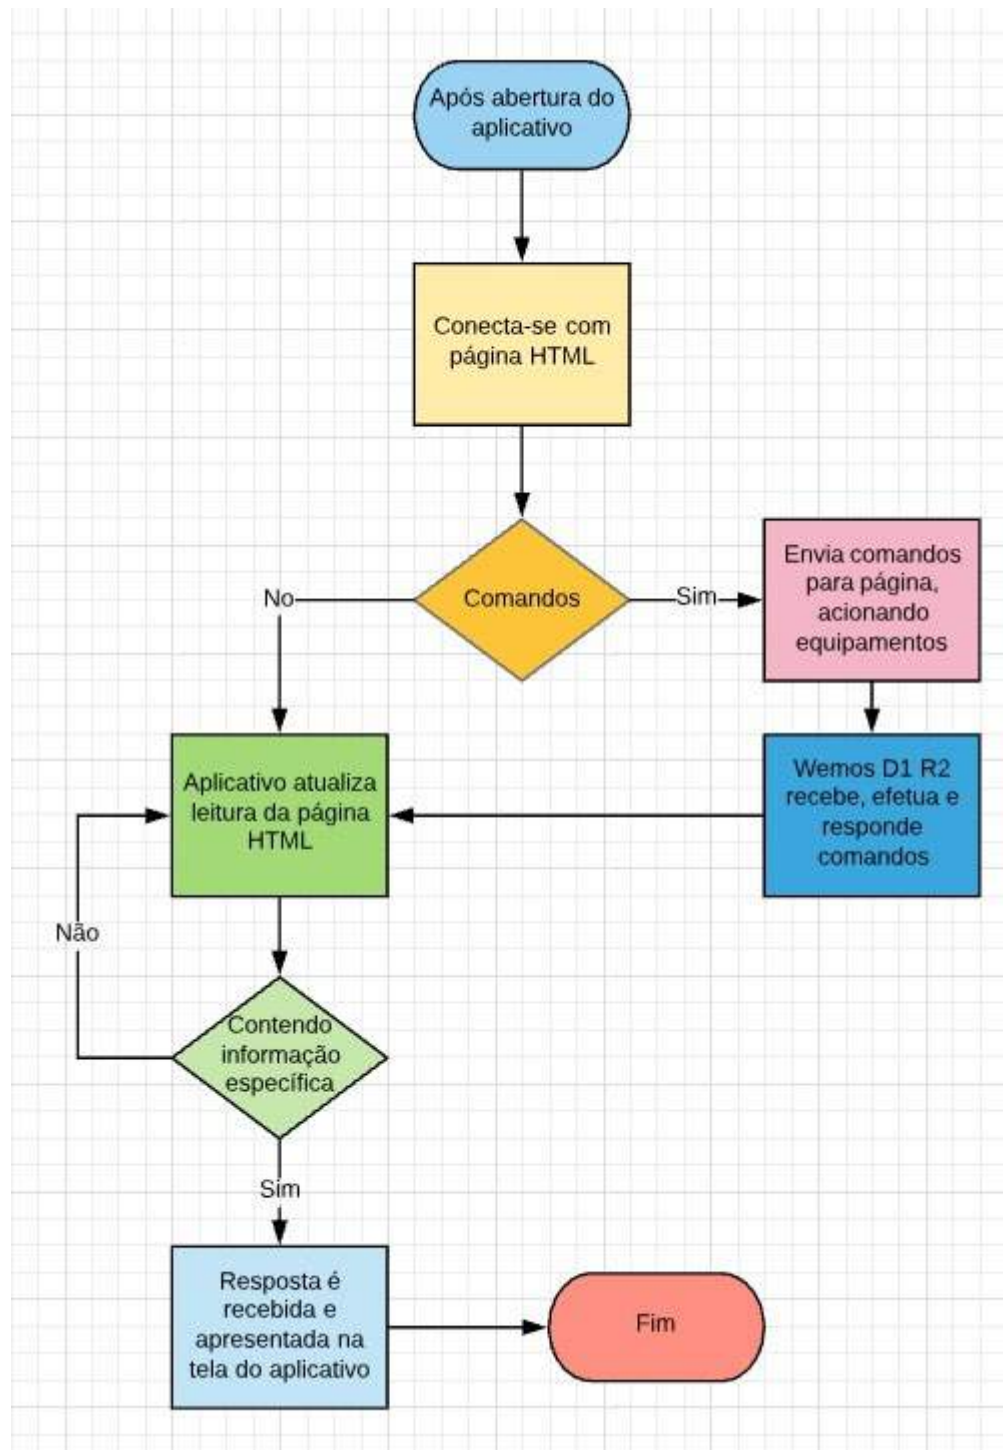 Após abertura do
aplicativo
Conecta-se com
página HTML
Comandos
No
Sim
Envia comandos
para página,
acionando
equipamentos
Aplicativo atualiza
leitura da página
HTML
Wemos D1 R2
recebe, efetua e
responde
comandos
Não
Contendo
informação
específica
Sim
Resposta é
recebida e
apresentada na
tela do aplicativo
Fim